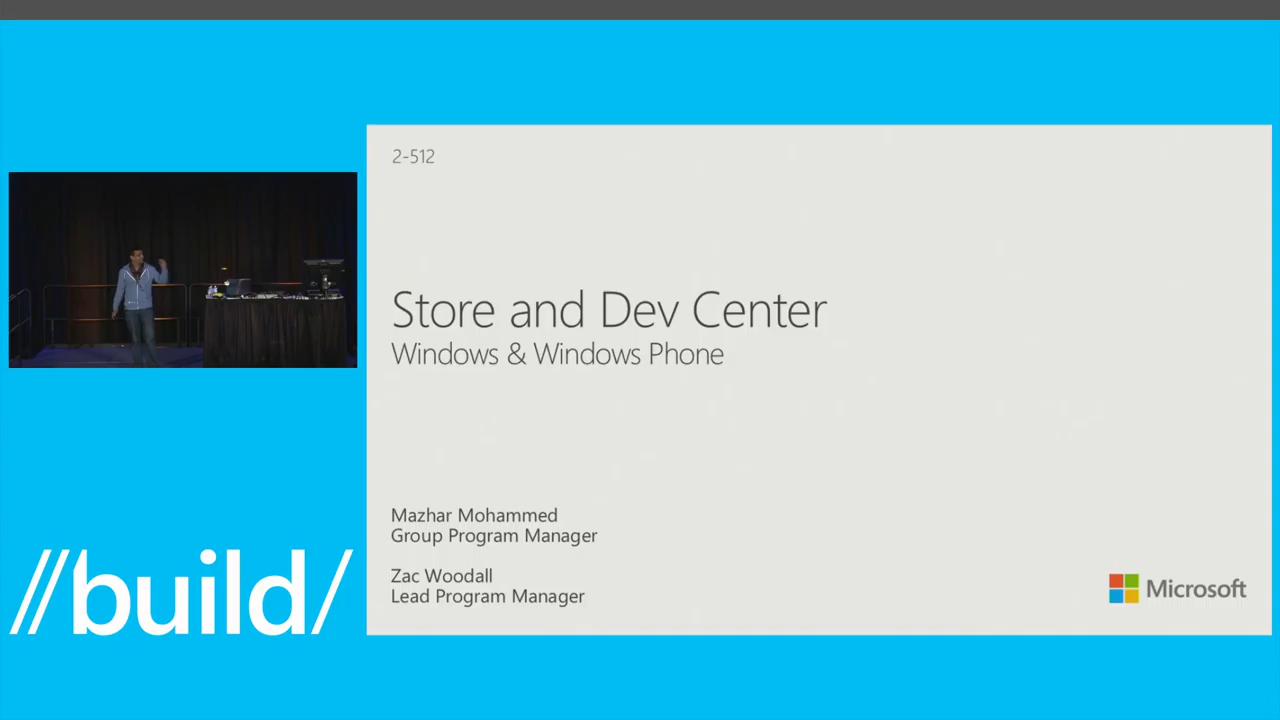 2-512
Store and Dev Center
Windows & Windows Phone
Mazhar Mohammed
Group Program Manager
Zac Woodall
Lead Program Manager
Microsoft
//build/